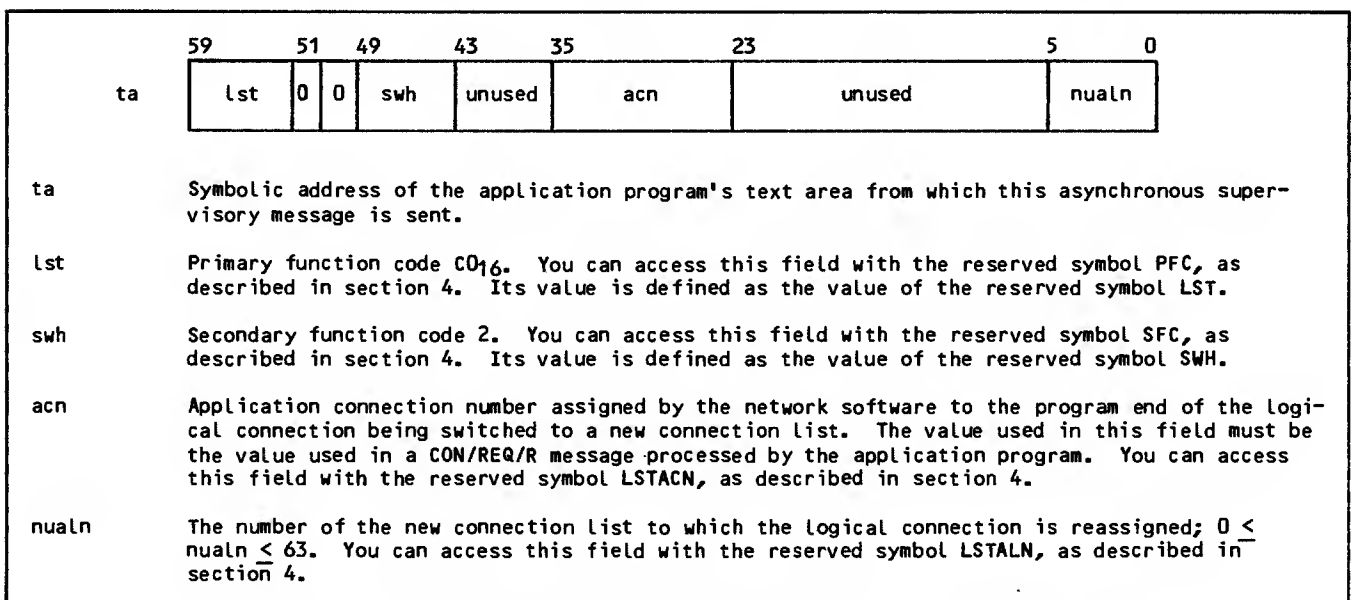 59 51 49 43 35 23 5 0
ta lst 0 0 swh unused acn unused nualn
ta Symbolic address of the application program's text area from which this asynchronous super-
visory message is sent.
lst Primary function code C0₁₆. You can access this field with the reserved symbol PFC, as
described in section 4. Its value is defined as the value of the reserved symbol LST.
swh Secondary function code 2. You can access this field with the reserved symbol SFC, as
described in section 4. Its value is defined as the value of the reserved symbol SWH.
acn Application connection number assigned by the network software to the program end of the logi-
cal connection being switched to a new connection list. The value used in this field must be
the value used in a CON/REQ/R message processed by the application program. You can access
this field with the reserved symbol LSTACN, as described in section 4.
nualn The number of the new connection list to which the logical connection is reassigned; 0 ≤
nualn ≤ 63. You can access this field with the reserved symbol LSTALN, as described in
section 4.